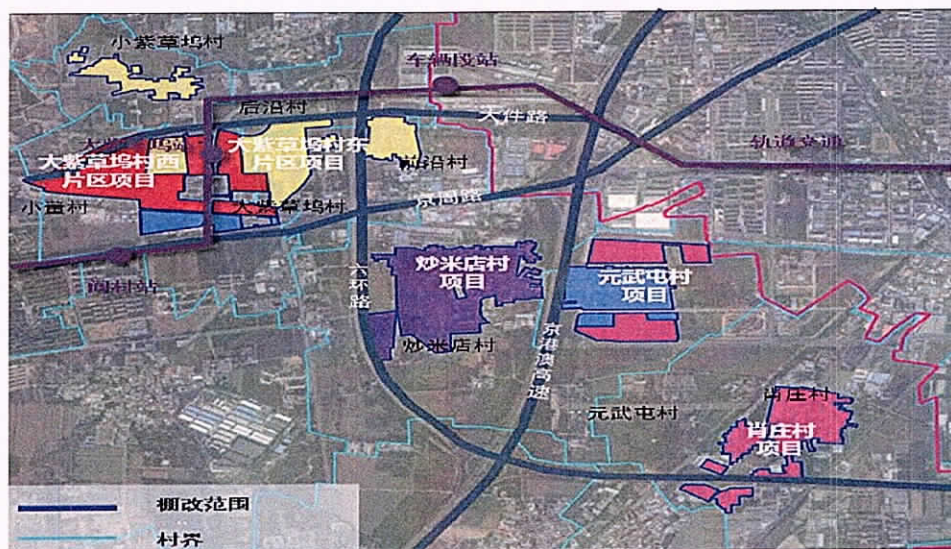 小紫草坞村
车辆段站
后沿村
大件路
轨道交通
大紫草坞村西
片区项目
大紫草坞村东
片区项目
前沿村
小董村
大紫草坞村
京周路
阎村站
六环路
炒米店村
项目
炒米店村
元武屯村
项目
京港澳高速
元武屯村
肖庄村
肖庄村
项目
棚改范围
村界